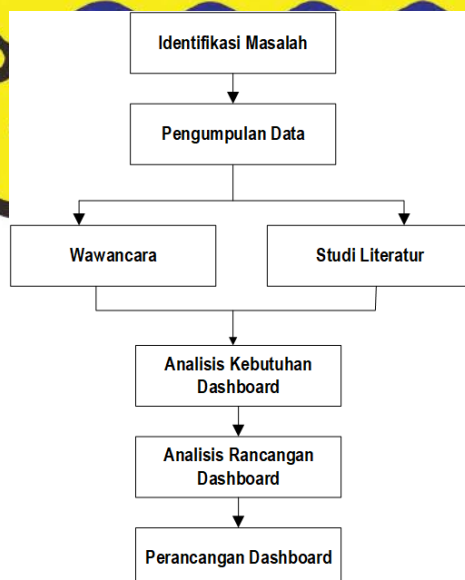 Identifikasi Masalah
Pengumpulan Data
Wawancara
Studi Literatur
Analisis Kebutuhan
Dashboard
Analisis Rancangan
Dashboard
Perancangan Dashboard